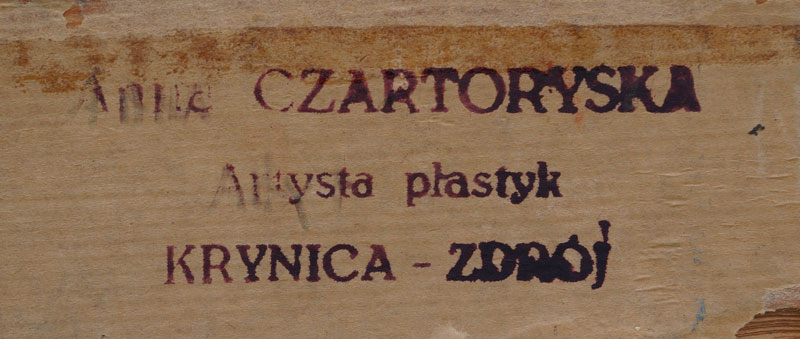 Anna CZARTORYSKA
Artysta plastyk
KRYNICA - ZDRÓJ